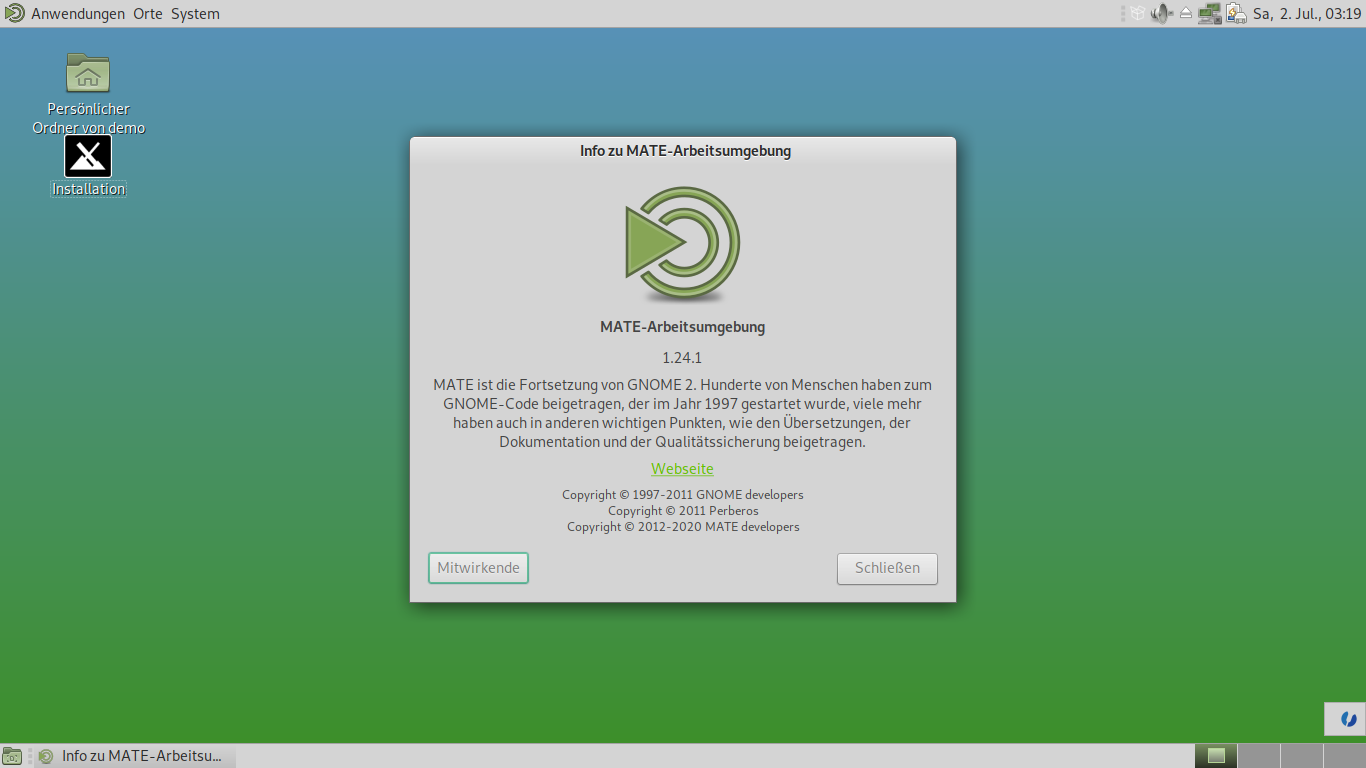 Anwendungen Orte System
Sa, 2. Jul., 03:19
Persönlicher
Ordner von demo
Installation
Info zu MATE-Arbeitsumgebung
MATE-Arbeitsumgebung
1.24.1
MATE ist die Fortsetzung von GNOME 2. Hunderte von Menschen haben zum
GNOME-Code beigetragen, der im Jahr 1997 gestartet wurde, viele mehr
haben auch in anderen wichtigen Punkten, wie den Übersetzungen, der
Dokumentation und der Qualitätssicherung beigetragen.
Webseite
Copyright © 1997-2011 GNOME developers
Copyright © 2011 Perberos
Copyright © 2012-2020 MATE developers
Mitwirkende
Schließen
Info zu MATE-Arbeitsu...